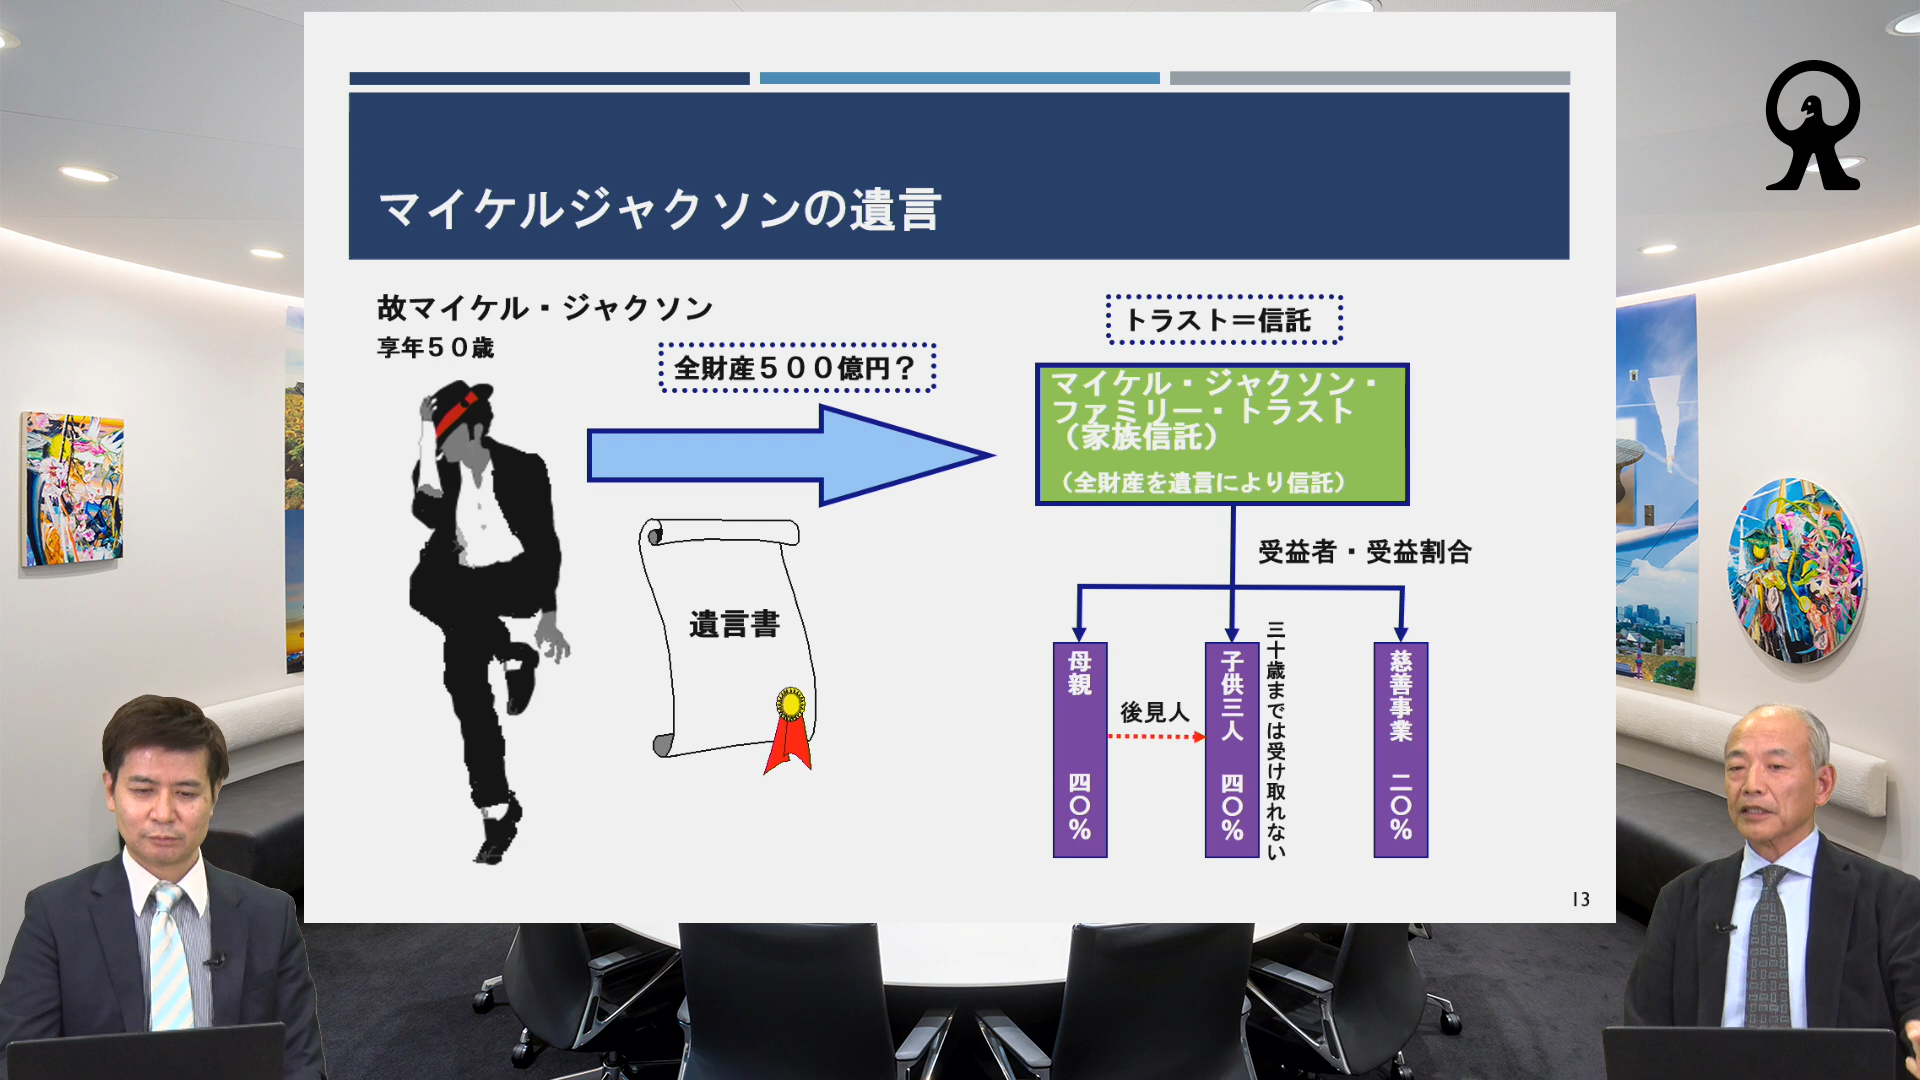 マイケルジャクソンの遺言
故マイケル・ジャクソン
享年５０歳
全財産５００億円？
遺言書
トラスト＝信託
マイケル・ジャクソン・
ファミリー・トラスト
（家族信託）
（全財産を遺言により信託）
受益者・受益割合
母親 四〇％
後見人
子供三人 四〇％
三十歳までは受け取れない
慈善事業 二〇％
13